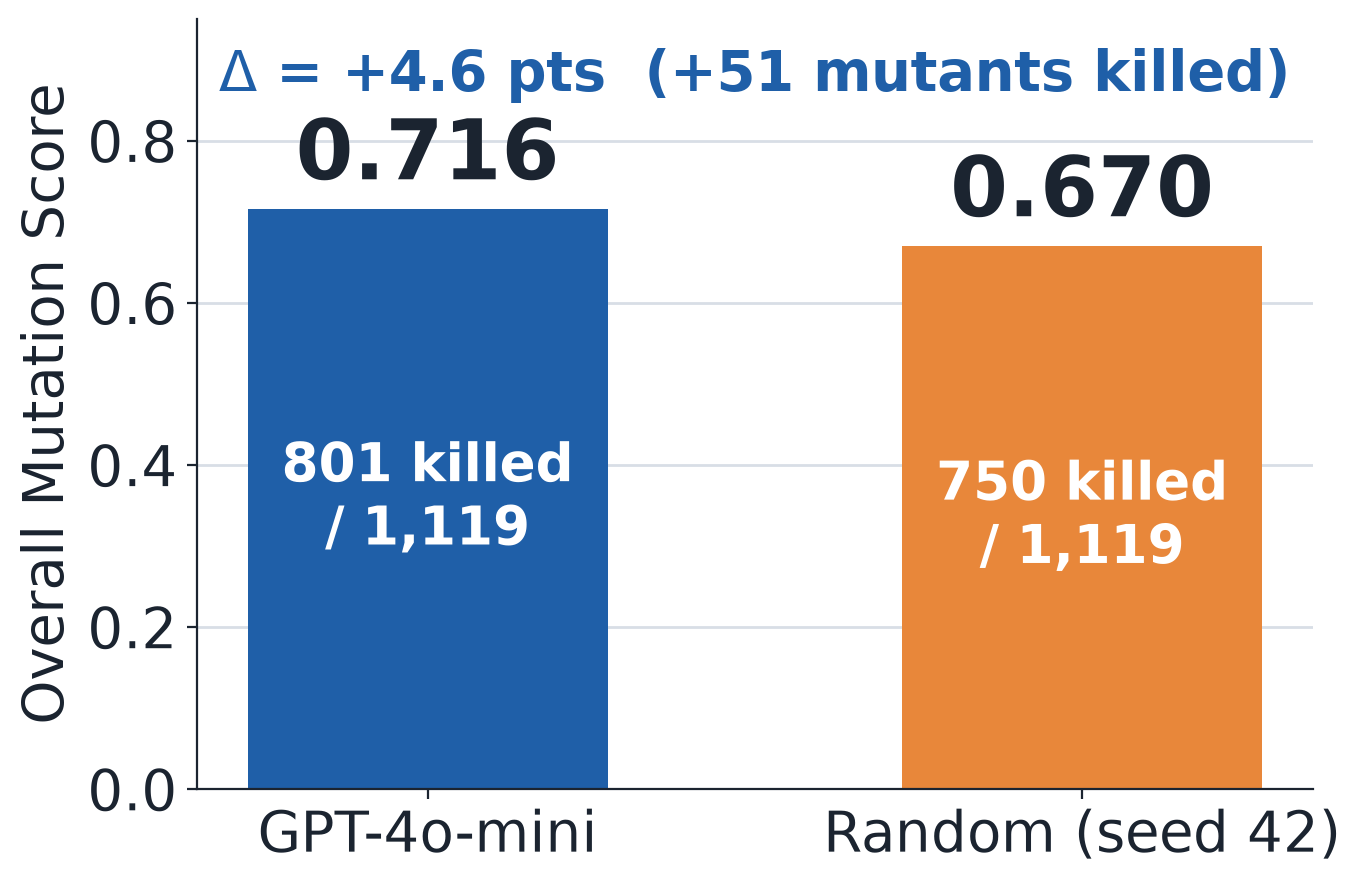 Δ = +4.6 pts  (+51 mutants killed)
0.716
0.670
Overall Mutation Score
0.8
0.6
0.4
0.2
0.0
801 killed
/ 1,119
750 killed
/ 1,119
GPT-4o-mini
Random (seed 42)